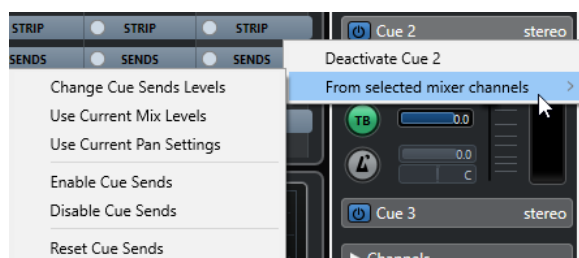 STRIP STRIP STRIP
SENDS SENDS SENDS
Cue 2 stereo
Deactivate Cue 2
From selected mixer channels
Change Cue Sends Levels
Use Current Mix Levels
Use Current Pan Settings
Enable Cue Sends
Disable Cue Sends
Reset Cue Sends
TB 0.0
0.0
C
Cue 3 stereo
Channels